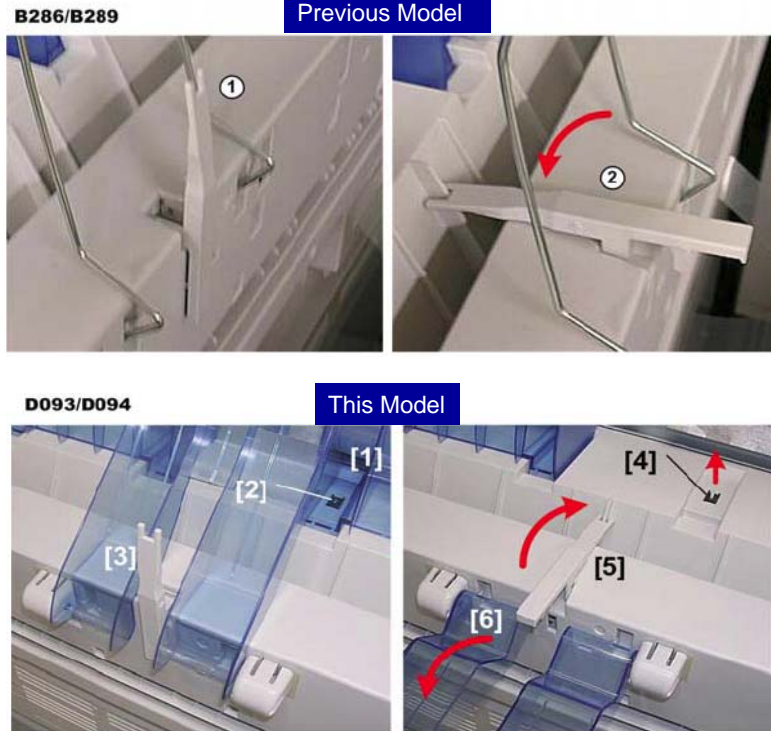 B286/B289
Previous Model
1
2
D093/D094
This Model
[1]
[2]
[3]
[4]
[5]
[6]